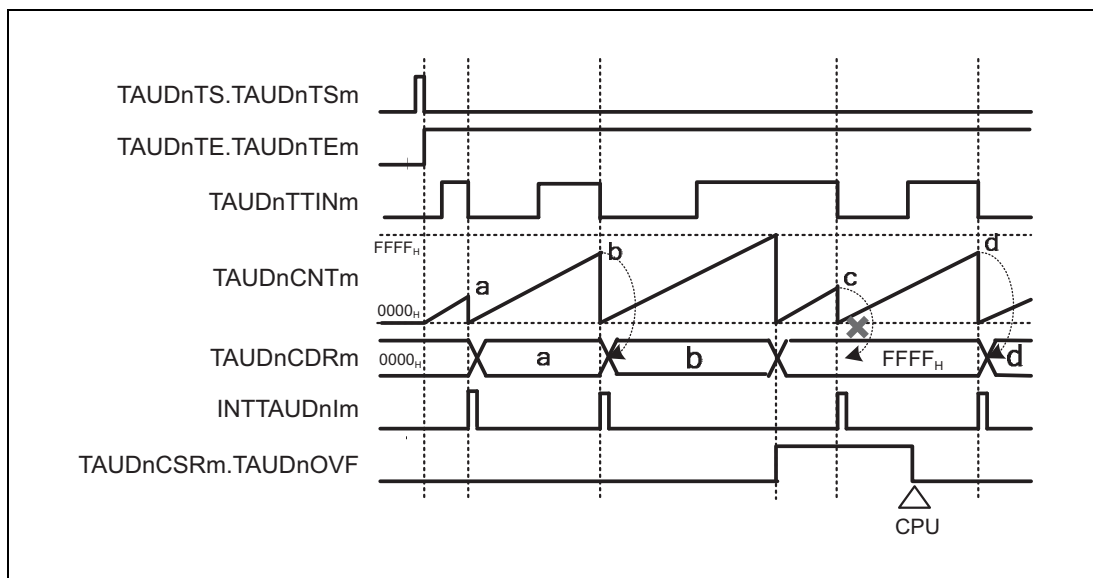 TAUDnTS.TAUDnTSm
TAUDnTE.TAUDnTEm
TAUDnTTINm
FFFFH
TAUDnCNTm
0000H
a
b
c
d
TAUDnCDRm
0000H
a
b
FFFFH
d
INTTAUDnIm
TAUDnCSRm.TAUDnOVF
CPU